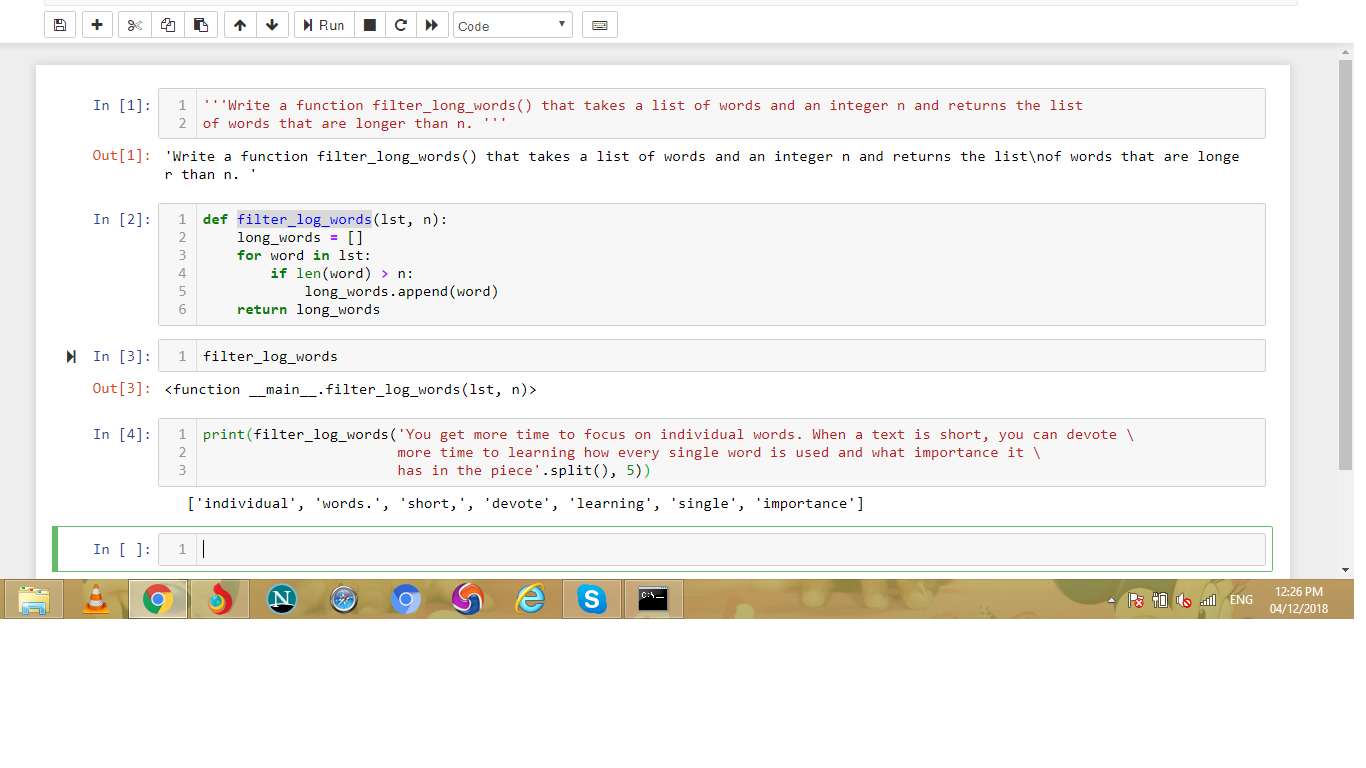 Run
Code
In [1]:
1 '''Write a function filter_long_words() that takes a list of words and an integer n and returns the list
2 of words that are longer than n. '''
Out[1]: 'Write a function filter_long_words() that takes a list of words and an integer n and returns the list\nof words that are longe
r than n. '
In [2]:
1 def filter_log_words(lst, n):
2     long_words = []
3     for word in lst:
4         if len(word) > n:
5             long_words.append(word)
6     return long_words
In [3]:
1 filter_log_words
Out[3]: <function __main__.filter_log_words(lst, n)>
In [4]:
1 print(filter_log_words('You get more time to focus on individual words. When a text is short, you can devote \
2                        more time to learning how every single word is used and what importance it \
3                        has in the piece'.split(), 5))
['individual', 'words.', 'short,', 'devote', 'learning', 'single', 'importance']
In [ ]:
1
N
S
C:\_
ENG
12:26 PM
04/12/2018